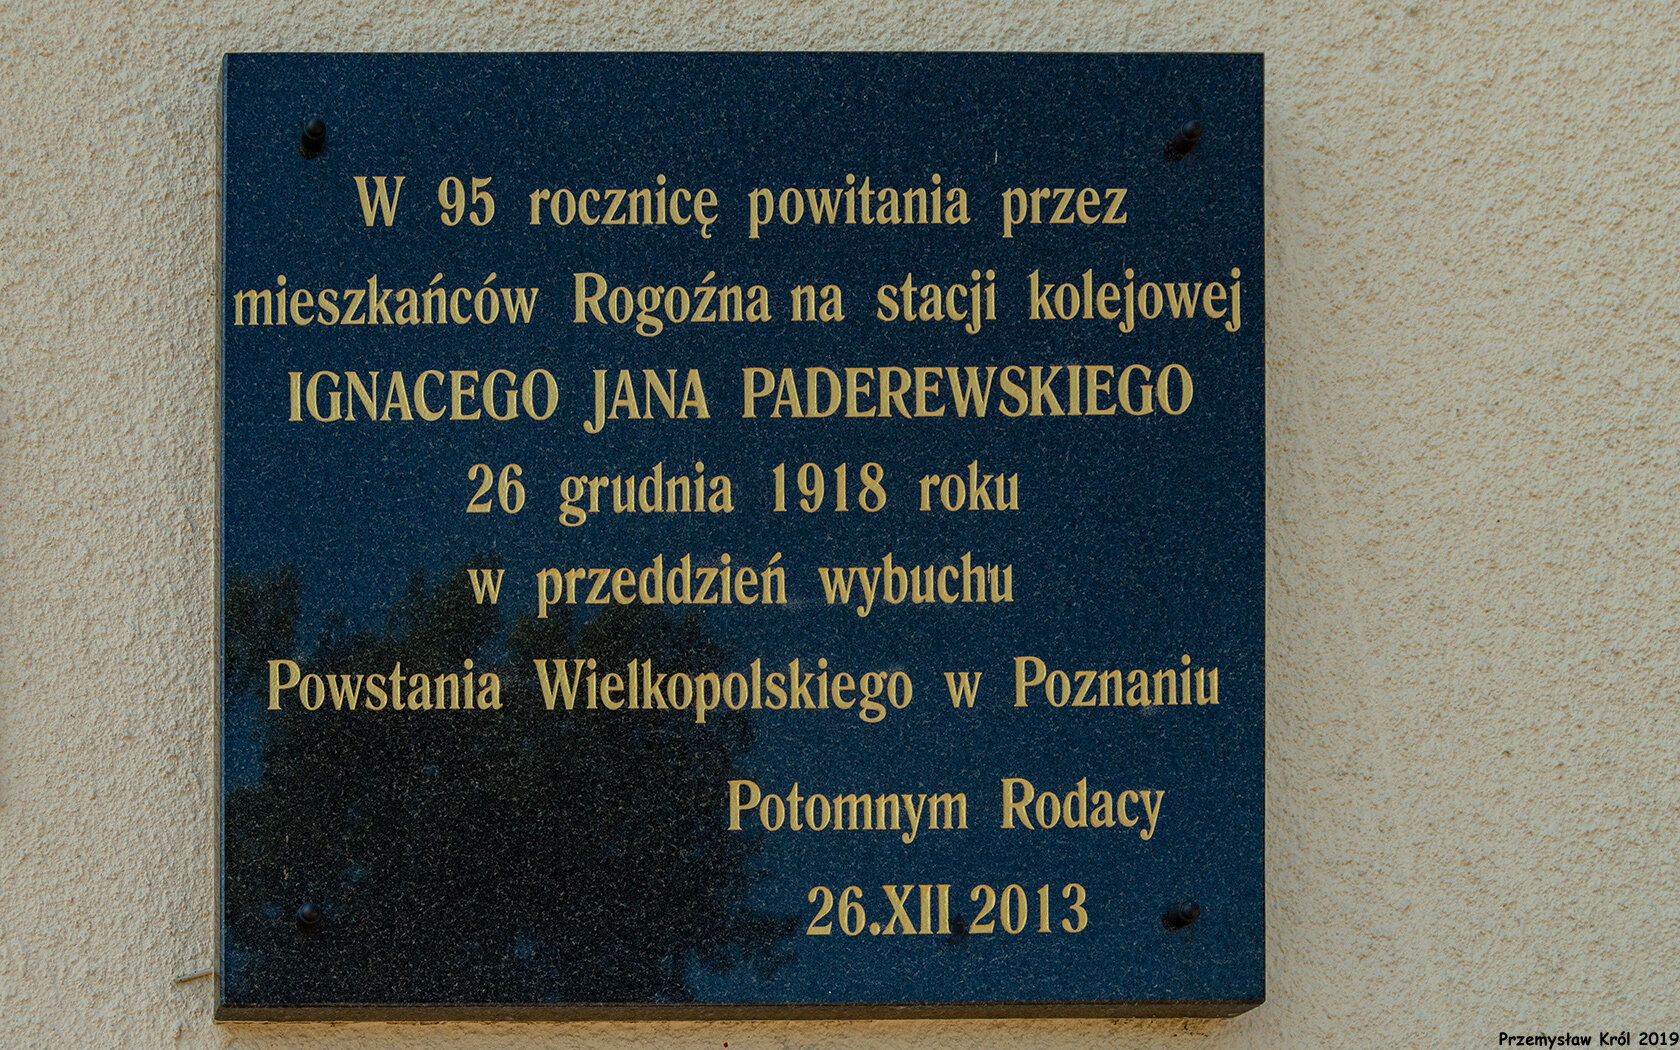 W 95 rocznicę powitania przez
mieszkańców Rogoźna na stacji kolejowej
IGNACEGO JANA PADEREWSKIEGO
26 grudnia 1918 roku
w przeddzień wybuchu
Powstania Wielkopolskiego w Poznaniu
Potomnym Rodacy
26.XII 2013
Przemysław Król 2019